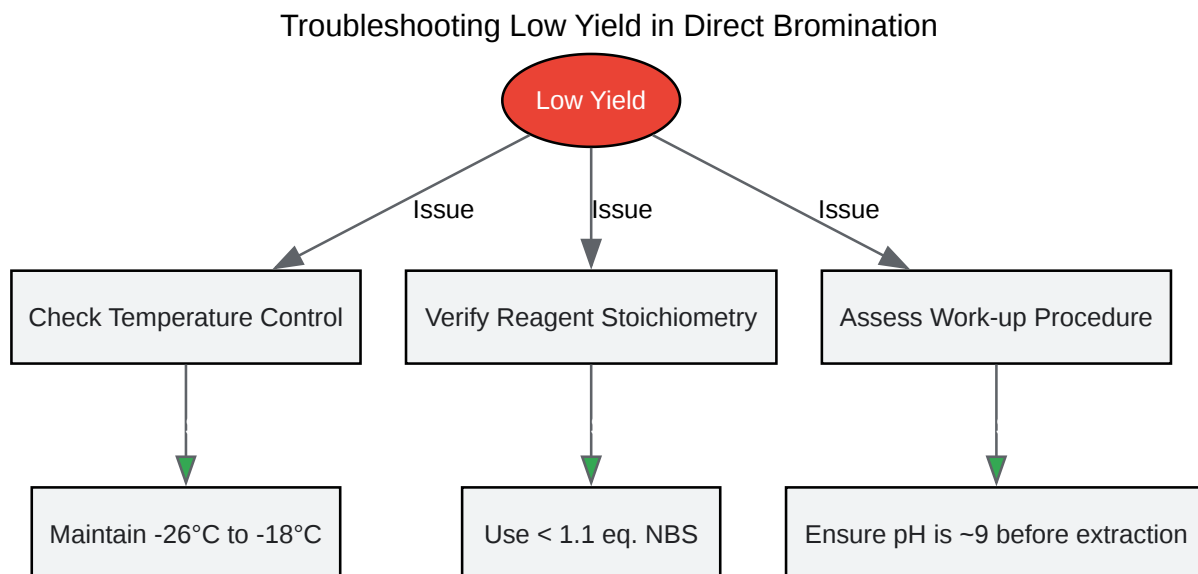 Troubleshooting Low Yield in Direct Bromination
Low Yield
Issue
Issue
Issue
Check Temperature Control
Verify Reagent Stoichiometry
Assess Work-up Procedure
Maintain -26°C to -18°C
Use < 1.1 eq. NBS
Ensure pH is ~9 before extraction